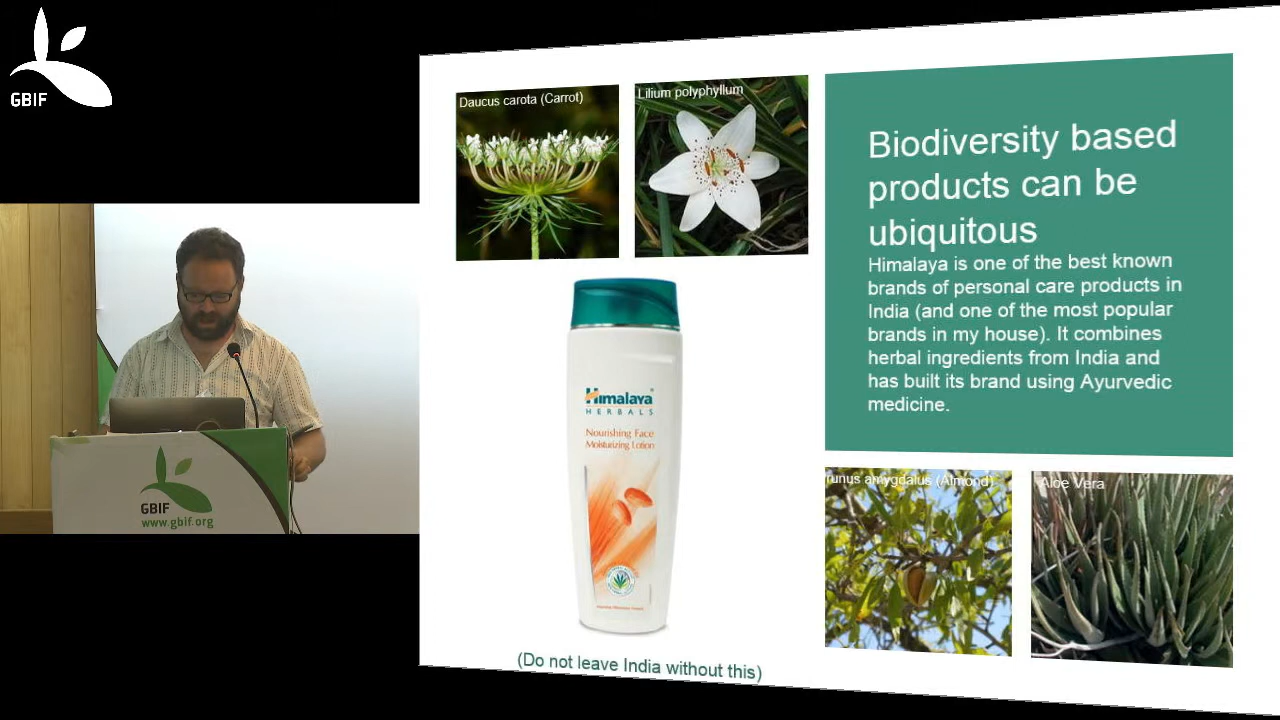 GBIF
Daucus carota (Carrot)
Lilium polyphyllum
Biodiversity based
products can be
ubiquitous
Himalaya is one of the best known
brands of personal care products in
India (and one of the most popular
brands in my house). It combines
herbal ingredients from India and
has built its brand using Ayurvedic
medicine.
Himalaya
HERBALS
Nourishing Face
Moisturizing Lotion
runus amygdalus (Almond)
Aloe Vera
(Do not leave India without this)
GBIF
www.gbif.org